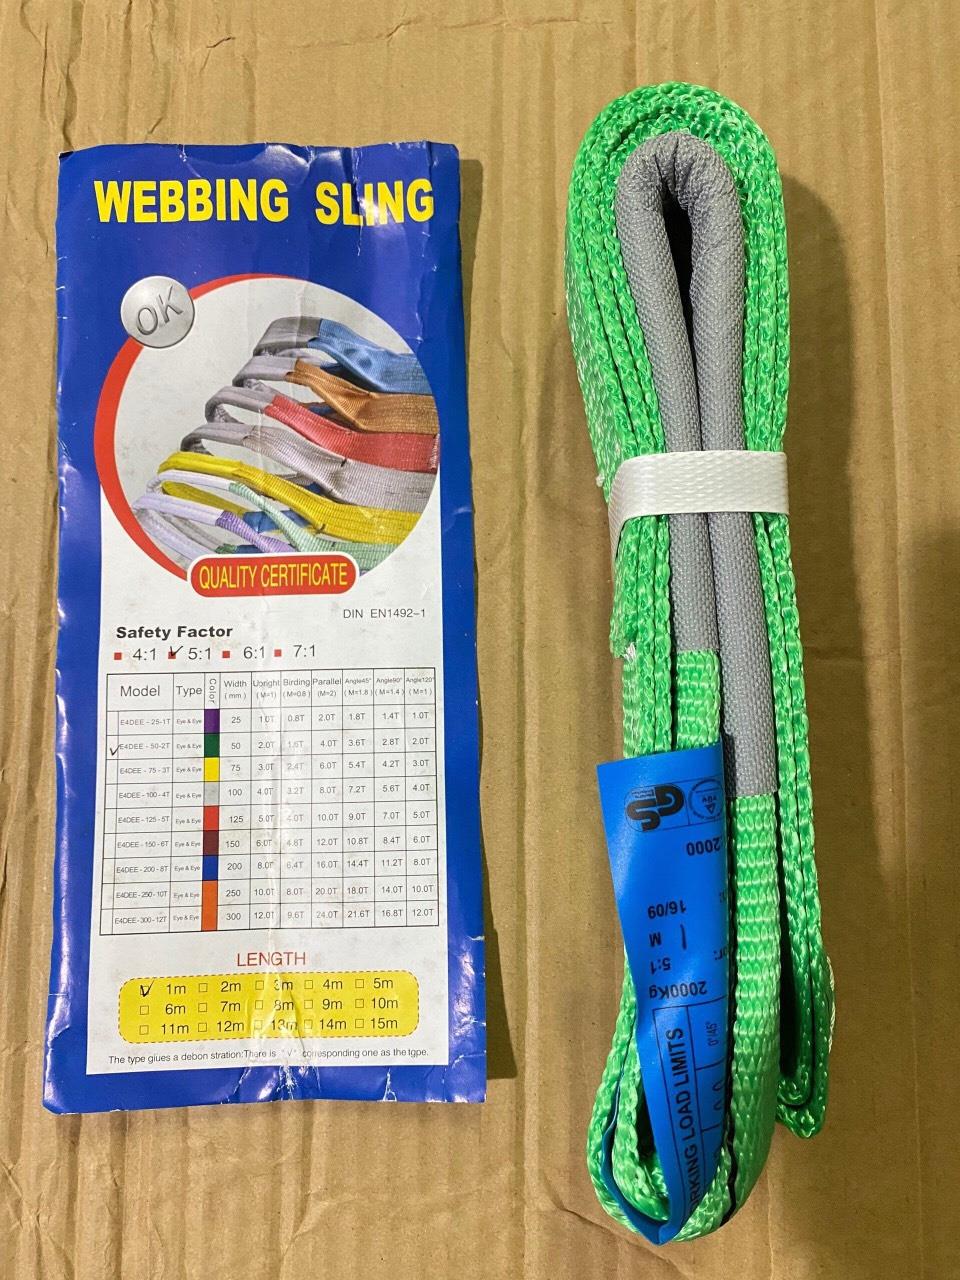 WEBBING SLING
OK
QUALITY CERTIFICATE
DIN EN1492-1
Safety Factor
4:1 5:1 6:1 7:1
Model Type Color Width (mm) Upright (M=1) Birding (M=0.8) Parallel (M=2) Angle45° (M=1.8) Angle90° (M=1.4) Angle120° (M=1)
E4DEE-25-1T Eye & Eye 25 1.0T 0.8T 2.0T 1.8T 1.4T 1.0T
E4DEE-50-2T Eye & Eye 50 2.0T 1.6T 4.0T 3.6T 2.8T 2.0T
E4DEE-75-3T Eye & Eye 75 3.0T 2.4T 6.0T 5.4T 4.2T 3.0T
E4DEE-100-4T Eye & Eye 100 4.0T 3.2T 8.0T 7.2T 5.6T 4.0T
E4DEE-125-5T Eye & Eye 125 5.0T 4.0T 10.0T 9.0T 7.0T 5.0T
E4DEE-150-6T Eye & Eye 150 6.0T 4.8T 12.0T 10.8T 8.4T 6.0T
E4DEE-200-8T Eye & Eye 200 8.0T 6.4T 16.0T 14.4T 11.2T 8.0T
E4DEE-250-10T Eye & Eye 250 10.0T 8.0T 20.0T 18.0T 14.0T 10.0T
E4DEE-300-12T Eye & Eye 300 12.0T 9.6T 24.0T 21.6T 16.8T 12.0T
LENGTH
1m 2m 3m 4m 5m
6m 7m 8m 9m 10m
11m 12m 13m 14m 15m
The type giues a debon stration:There is "√" corresponding one as the tgpe.
GS
2000
16/09
1 M
5:1
2000Kg
RKING LOAD LIMITS
0°/45°